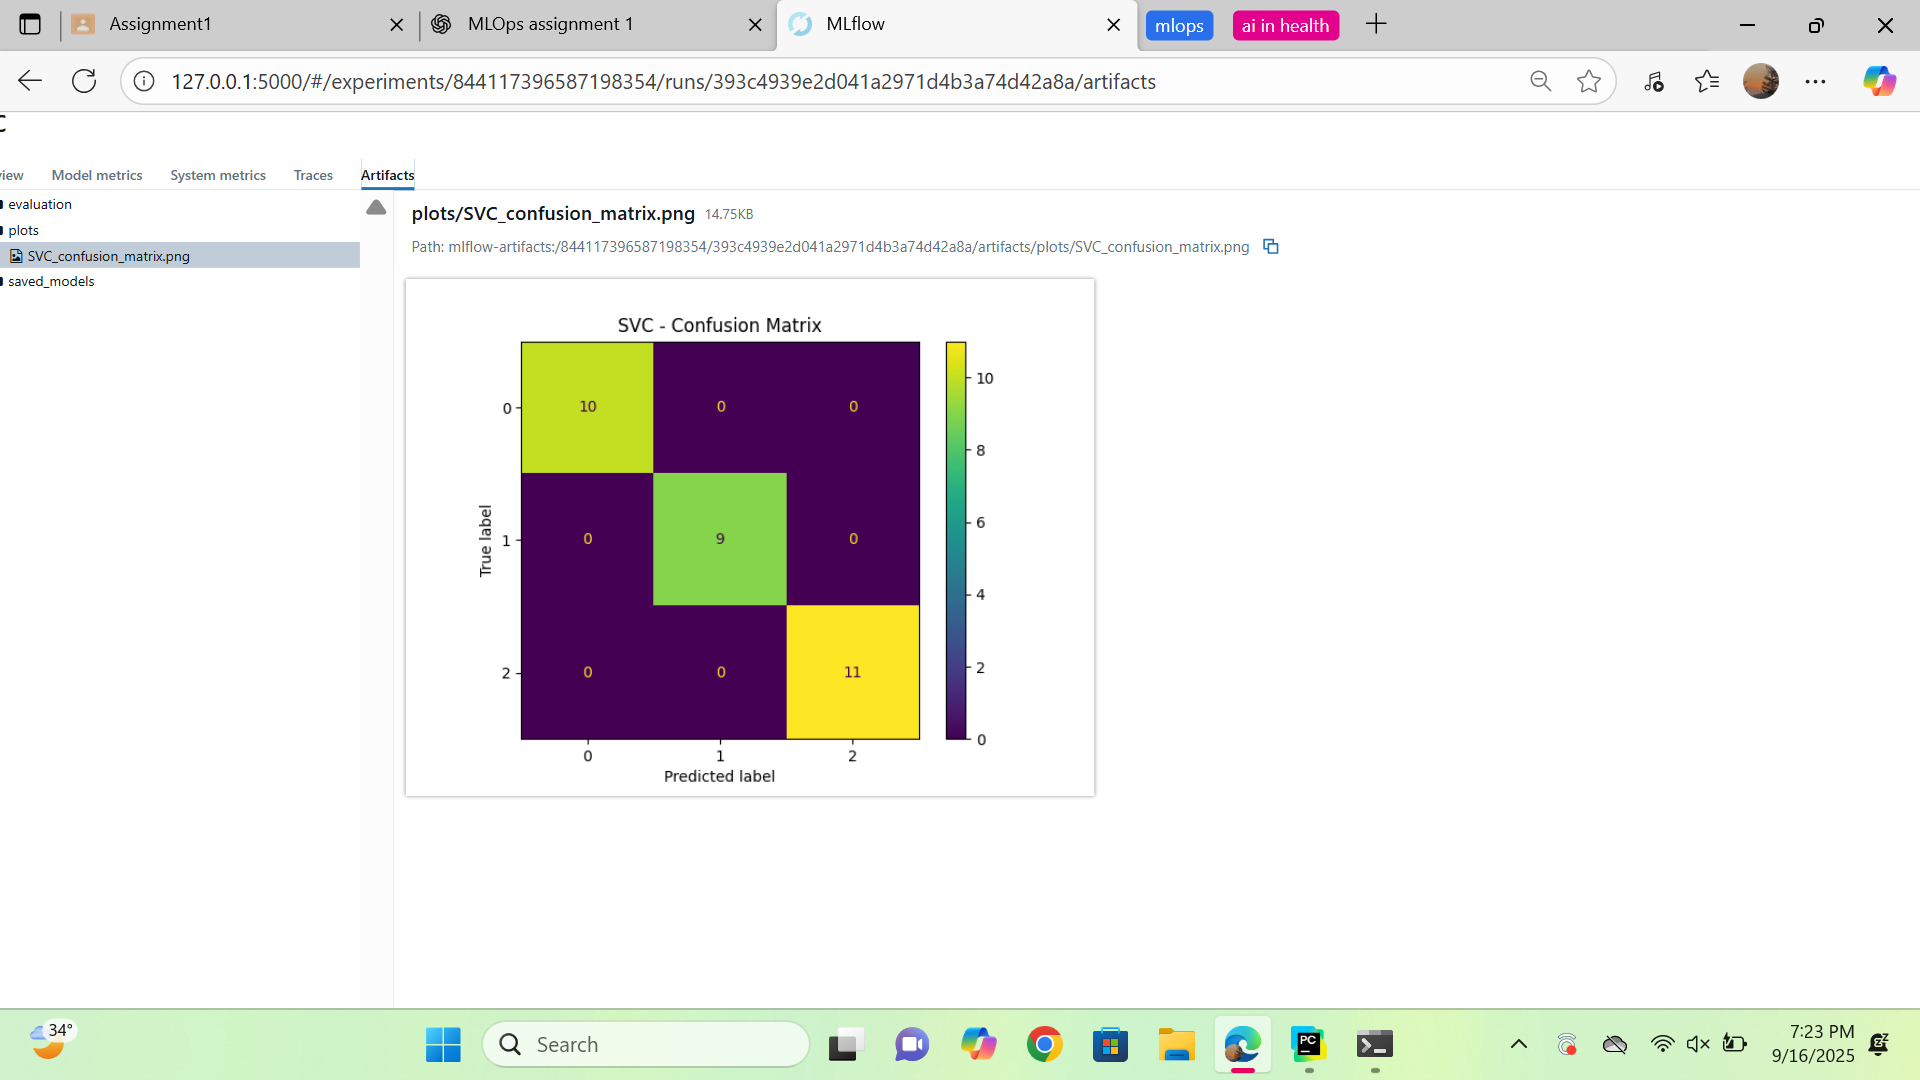 Assignment1
MLOps assignment 1
MLflow
mlops
ai in health
127.0.0.1:5000/#/experiments/844117396587198354/runs/393c4939e2d041a2971d4b3a74d42a8a/artifacts
iew
Model metrics
System metrics
Traces
Artifacts
evaluation
plots
SVC_confusion_matrix.png
saved_models
plots/SVC_confusion_matrix.png 14.75KB
Path: mlflow-artifacts:/844117396587198354/393c4939e2d041a2971d4b3a74d42a8a/artifacts/plots/SVC_confusion_matrix.png
SVC - Confusion Matrix
True label
0
10 0 0
1
0 9 0
2
0 0 11
0 1 2
Predicted label
10
8
6
4
2
0
34°
Search
PC
7:23 PM
9/16/2025